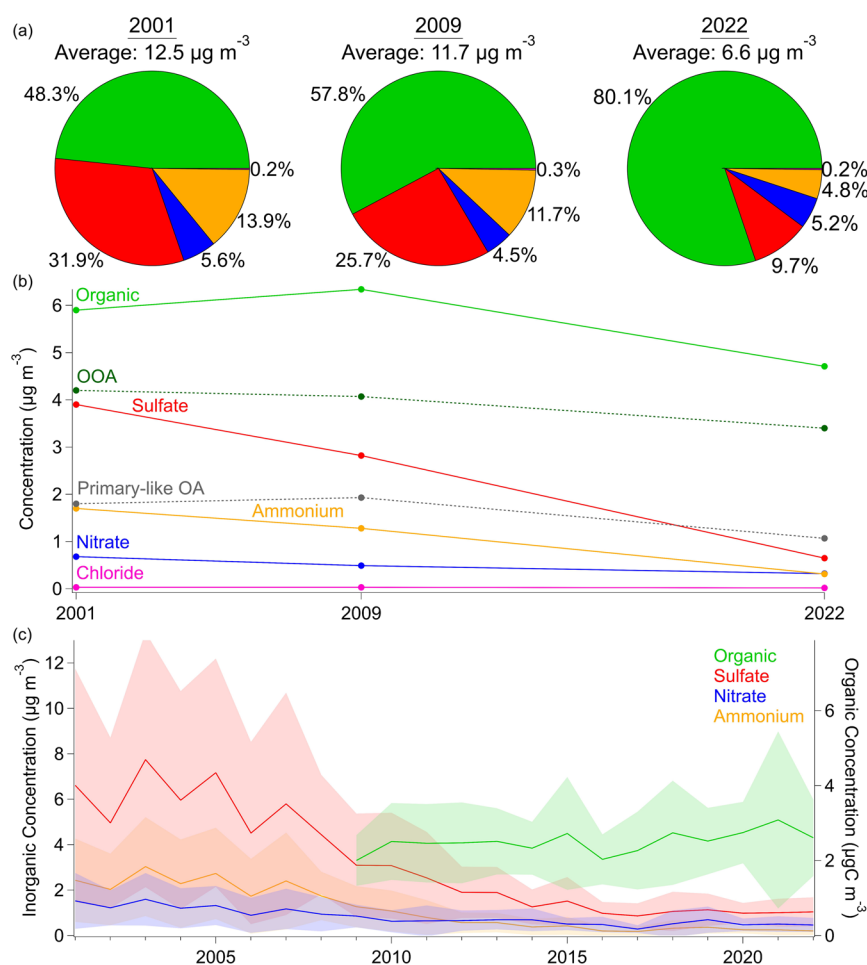 (a)
2001
Average: 12.5 µg m-3
2009
Average: 11.7 µg m-3
2022
Average: 6.6 µg m-3
48.3%
0.2%
13.9%
5.6%
31.9%
57.8%
0.3%
11.7%
4.5%
25.7%
80.1%
0.2%
4.8%
5.2%
9.7%
(b)
Concentration (µg m-3)
6
5
4
3
2
1
0
Organic
OOA
Sulfate
Primary-like OA
Ammonium
Nitrate
Chloride
2001
2009
2022
(c)
Inorganic Concentration (µg m-3)
12
10
8
6
4
2
0
Organic
Sulfate
Nitrate
Ammonium
6
4
2
0
Organic Concentration (µgC m-3)
2005
2010
2015
2020